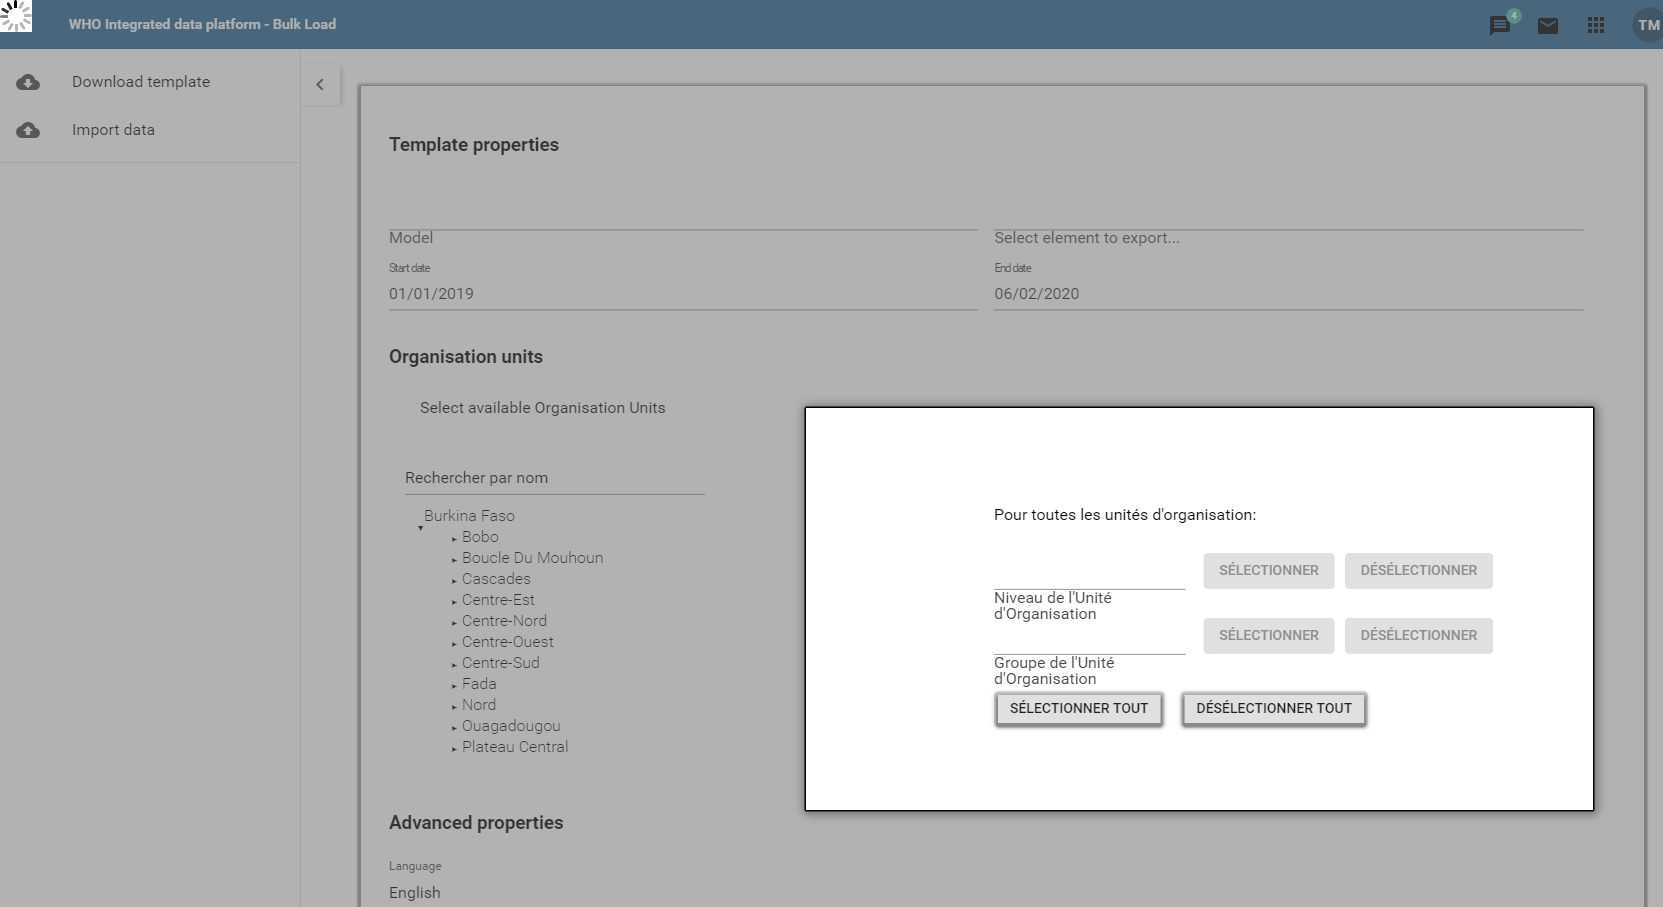 WHO Integrated data platform - Bulk Load
4
TM
Download template
Import data
Template properties
Model
Select element to export...
Start date
End date
01/01/2019
06/02/2020
Organisation units
Select available Organisation Units
Rechercher par nom
Burkina Faso
Bobo
Boucle Du Mouhoun
Cascades
Centre-Est
Centre-Nord
Centre-Ouest
Centre-Sud
Fada
Nord
Ouagadougou
Plateau Central
Pour toutes les unités d'organisation:
SÉLECTIONNER
DÉSÉLECTIONNER
Niveau de l'Unité
d'Organisation
SÉLECTIONNER
DÉSÉLECTIONNER
Groupe de l'Unité
d'Organisation
SÉLECTIONNER TOUT
DÉSÉLECTIONNER TOUT
Advanced properties
Language
English